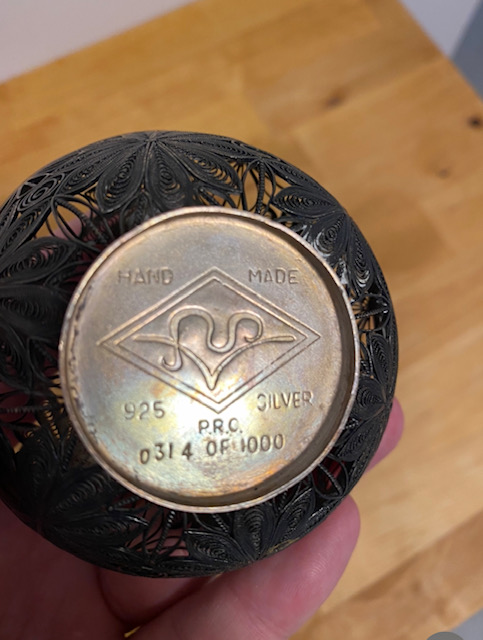 HAND MADE
925 SILVER
P.R.C.
0314 OF 1000